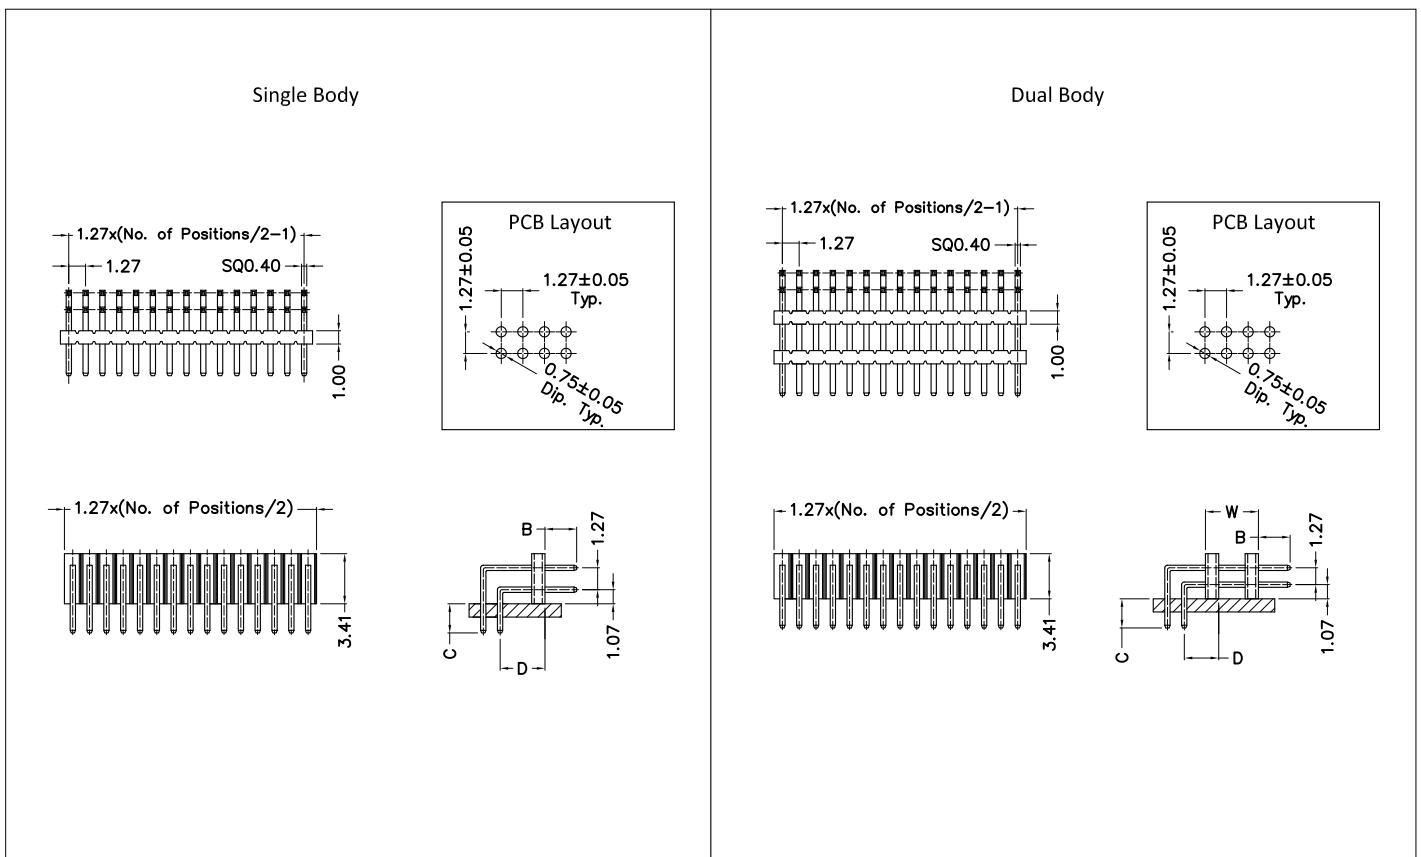 Single Body
1.27x(No. of Positions/2-1)
1.27
SQ0.40
1.00
PCB Layout
1.27±0.05
1.27±0.05
Typ.
0.75±0.05
Dip. Typ.
1.27x(No. of Positions/2)
3.41
B
1.27
1.07
C
D
Dual Body
1.27x(No. of Positions/2-1)
1.27
SQ0.40
1.00
PCB Layout
1.27±0.05
1.27±0.05
Typ.
0.75±0.05
Dip. Typ.
1.27x(No. of Positions/2)
3.41
W
B
1.27
1.07
C
D